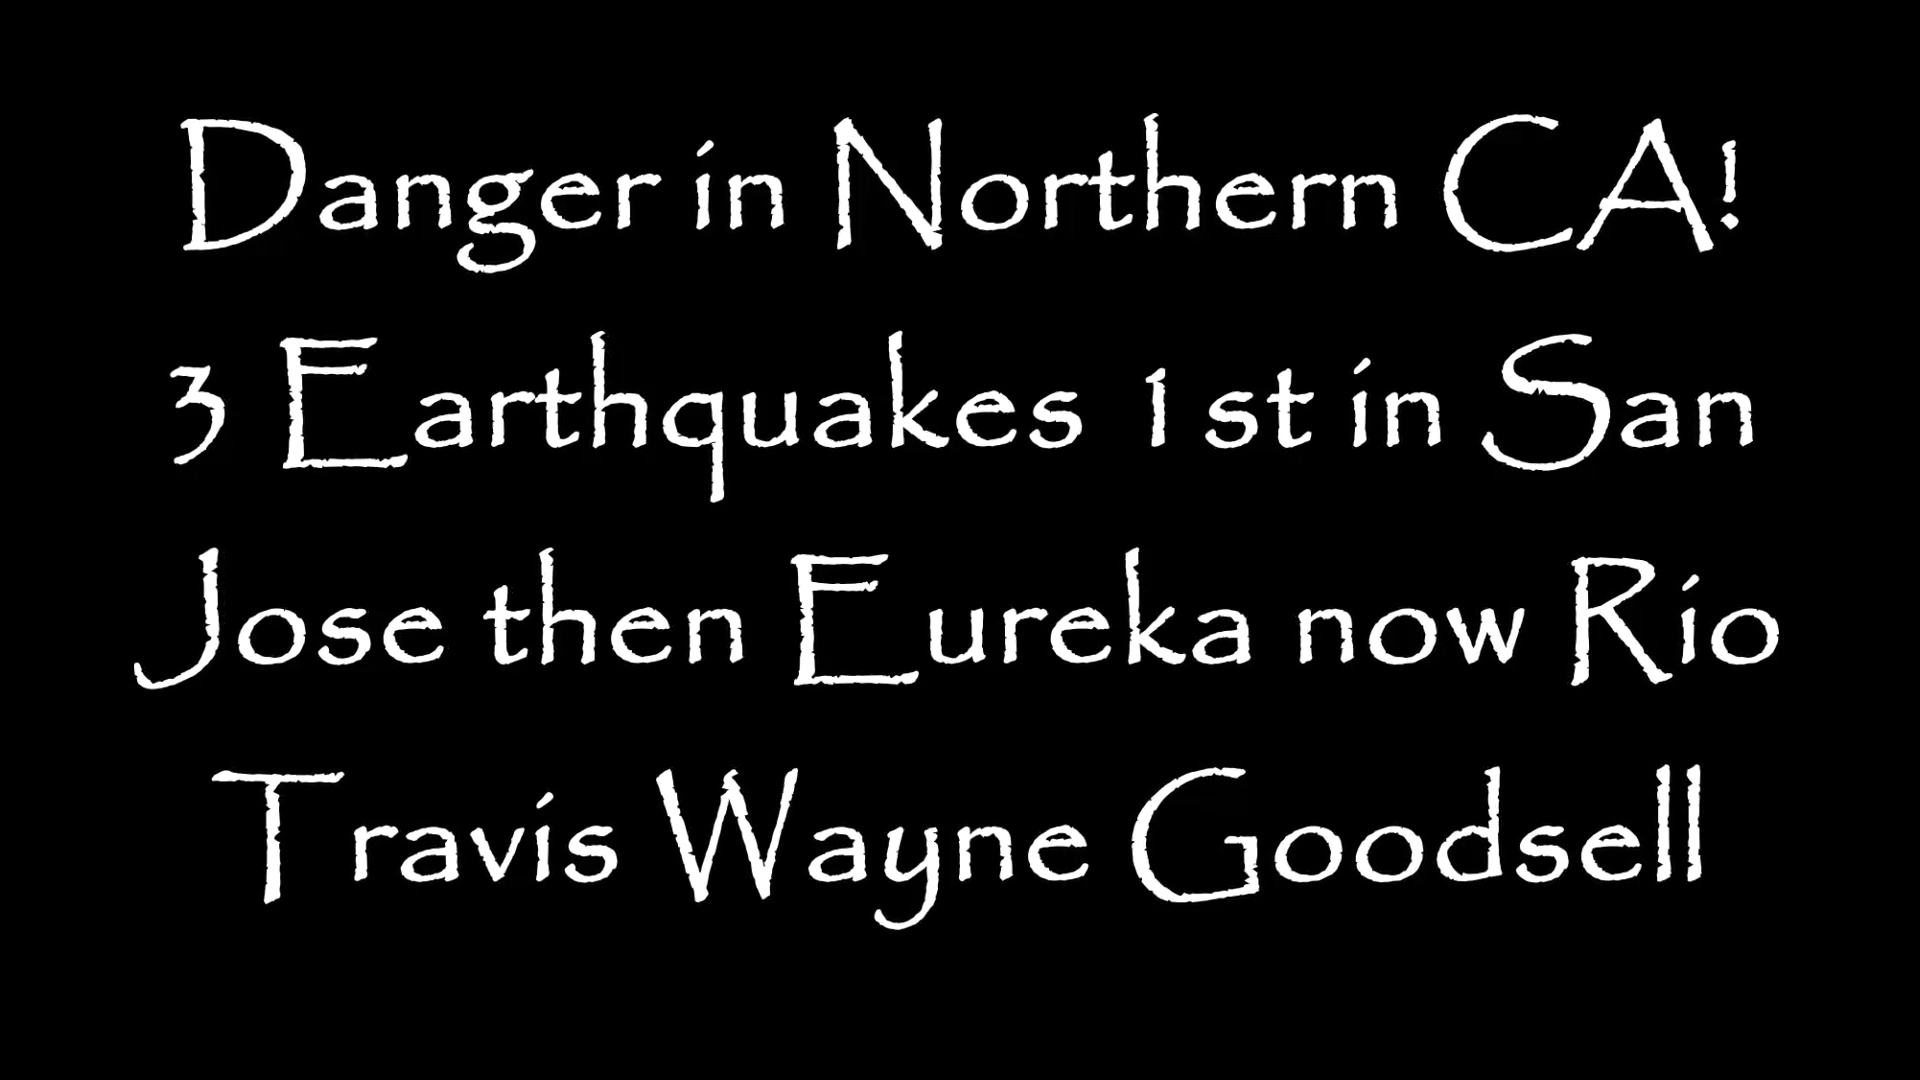 Danger in Northern CA!
3 Earthquakes 1st in San
Jose then Eureka now Rio
Travis Wayne Goodsell